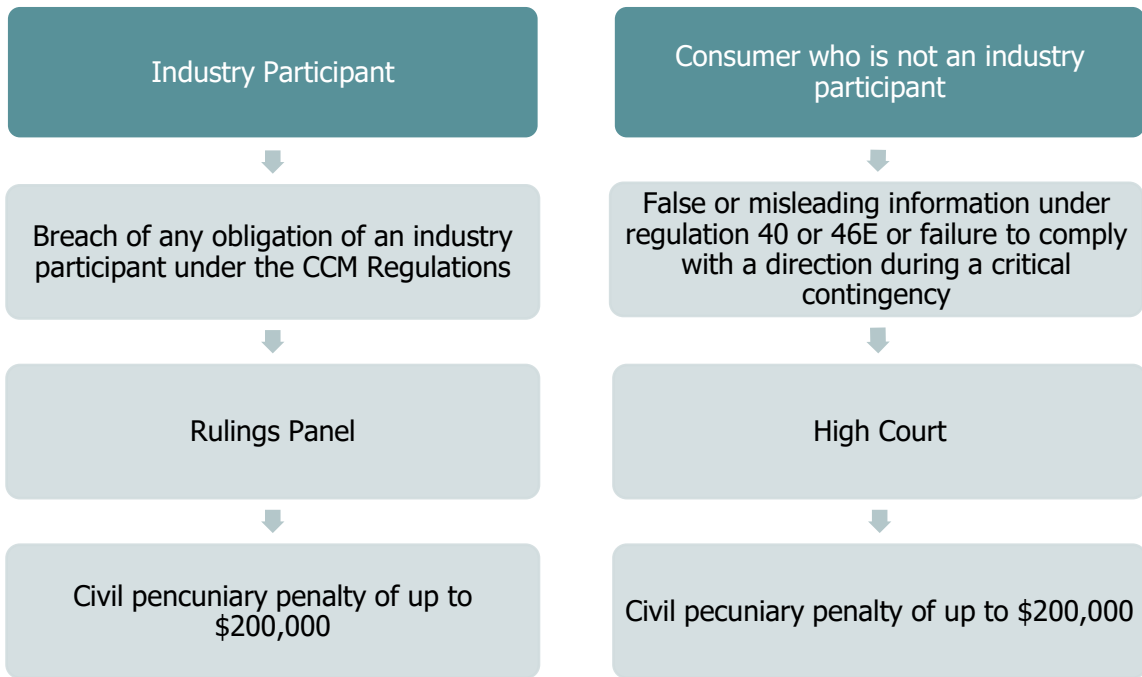 Industry Participant
Breach of any obligation of an industry
participant under the CCM Regulations
Rulings Panel
Civil pencuniary penalty of up to
$200,000
Consumer who is not an industry
participant
False or misleading information under
regulation 40 or 46E or failure to comply
with a direction during a critical
contingency
High Court
Civil pecuniary penalty of up to $200,000